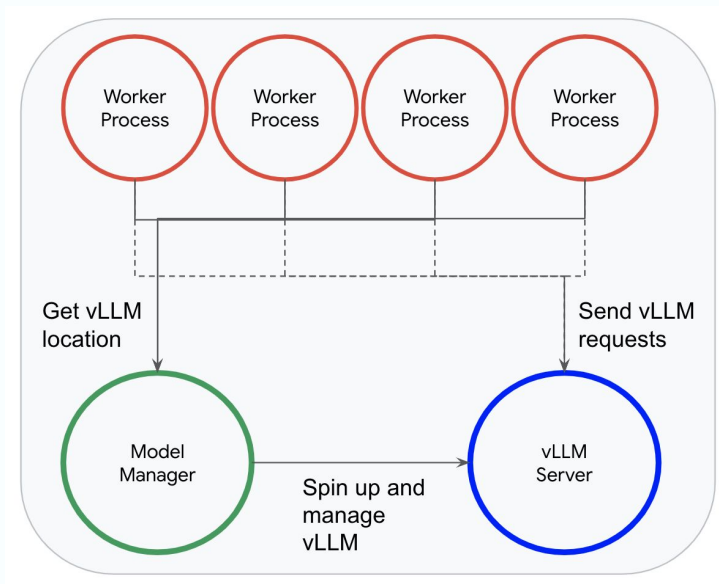 Worker
Process
Worker
Process
Worker
Process
Worker
Process
Get vLLM
location
Send vLLM
requests
Model
Manager
vLLM
Server
Spin up and
manage
vLLM